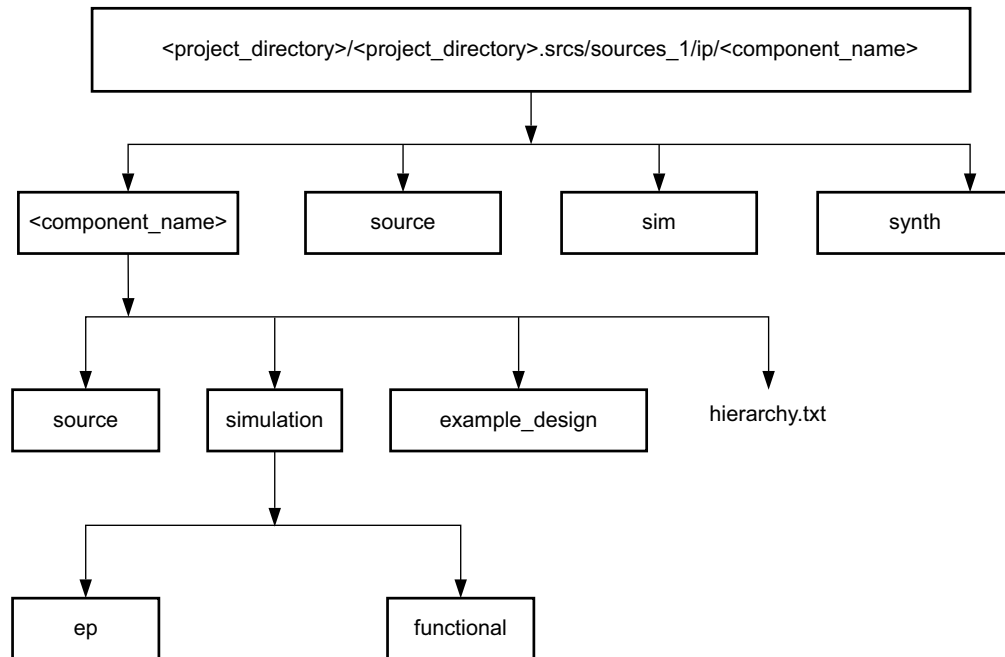 <project_directory>/<project_directory>.srcs/sources_1/ip/<component_name>
<component_name>
source
sim
synth
source
simulation
example_design
hierarchy.txt
ep
functional